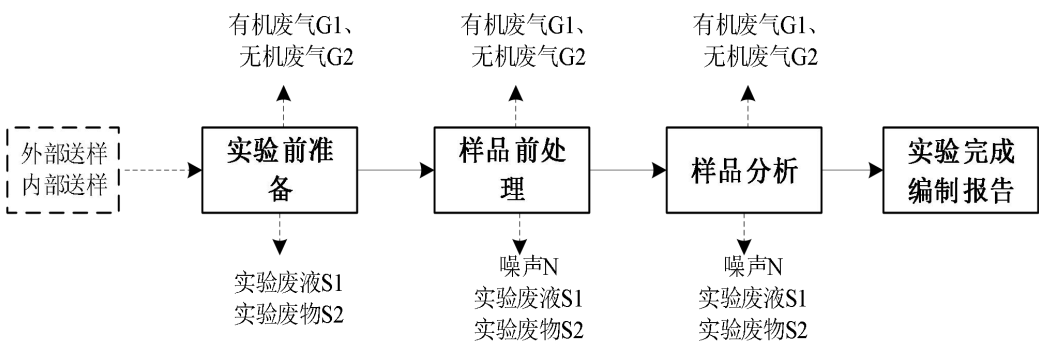 有机废气G1、
无机废气G2
有机废气G1、
无机废气G2
有机废气G1、
无机废气G2
外部送样
内部送样
实验前准
备
样品前处
理
样品分析
实验完成
编制报告
实验废液S1
实验废物S2
噪声N
实验废液S1
实验废物S2
噪声N
实验废液S1
实验废物S2